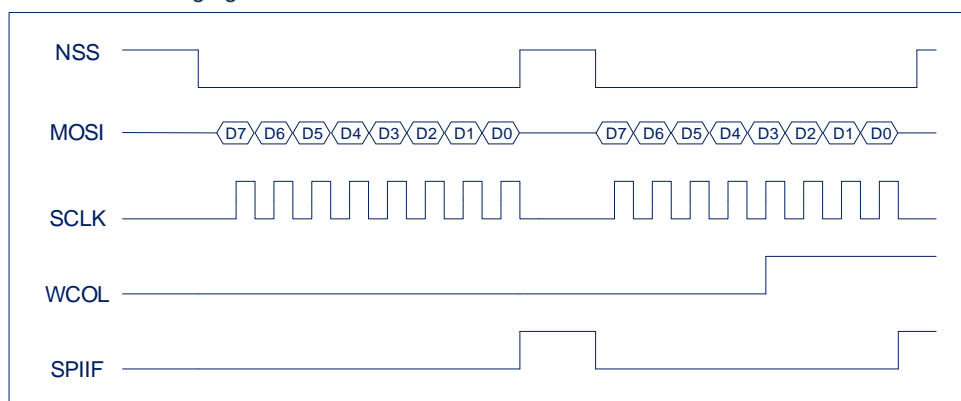 NSS
MOSI D7 D6 D5 D4 D3 D2 D1 D0 D7 D6 D5 D4 D3 D2 D1 D0
SCLK
WCOL
SPIIF